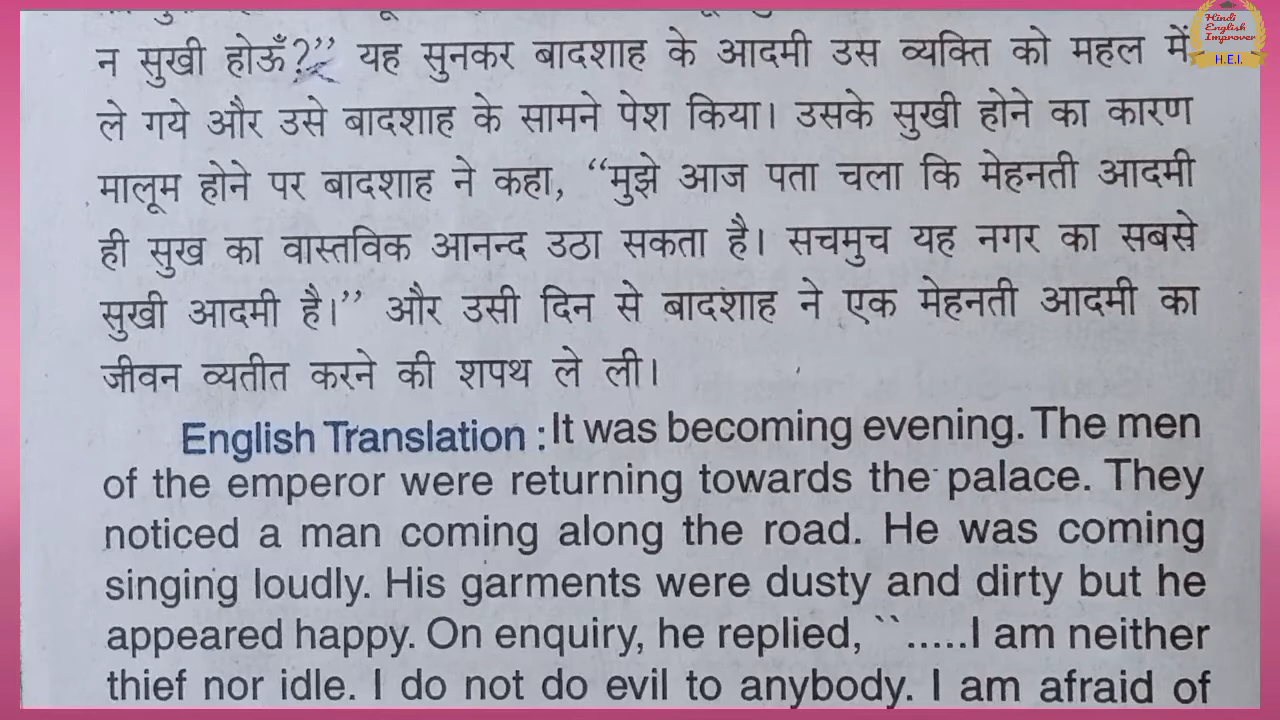 न सुखी होऊँ?” यह सुनकर बादशाह के आदमी उस व्यक्ति को महल में
ले गये और उसे बादशाह के सामने पेश किया। उसके सुखी होने का कारण
मालूम होने पर बादशाह ने कहा, “मुझे आज पता चला कि मेहनती आदमी
ही सुख का वास्तविक आनन्द उठा सकता है। सचमुच यह नगर का सबसे
सुखी आदमी है।” और उसी दिन से बादशाह ने एक मेहनती आदमी का
जीवन व्यतीत करने की शपथ ले ली।
English Translation : It was becoming evening. The men
of the emperor were returning towards the palace. They
noticed a man coming along the road. He was coming
singing loudly. His garments were dusty and dirty but he
appeared happy. On enquiry, he replied, ``.....I am neither
thief nor idle. I do not do evil to anybody. I am afraid of
Hindi
English
Improver
H.E.I.